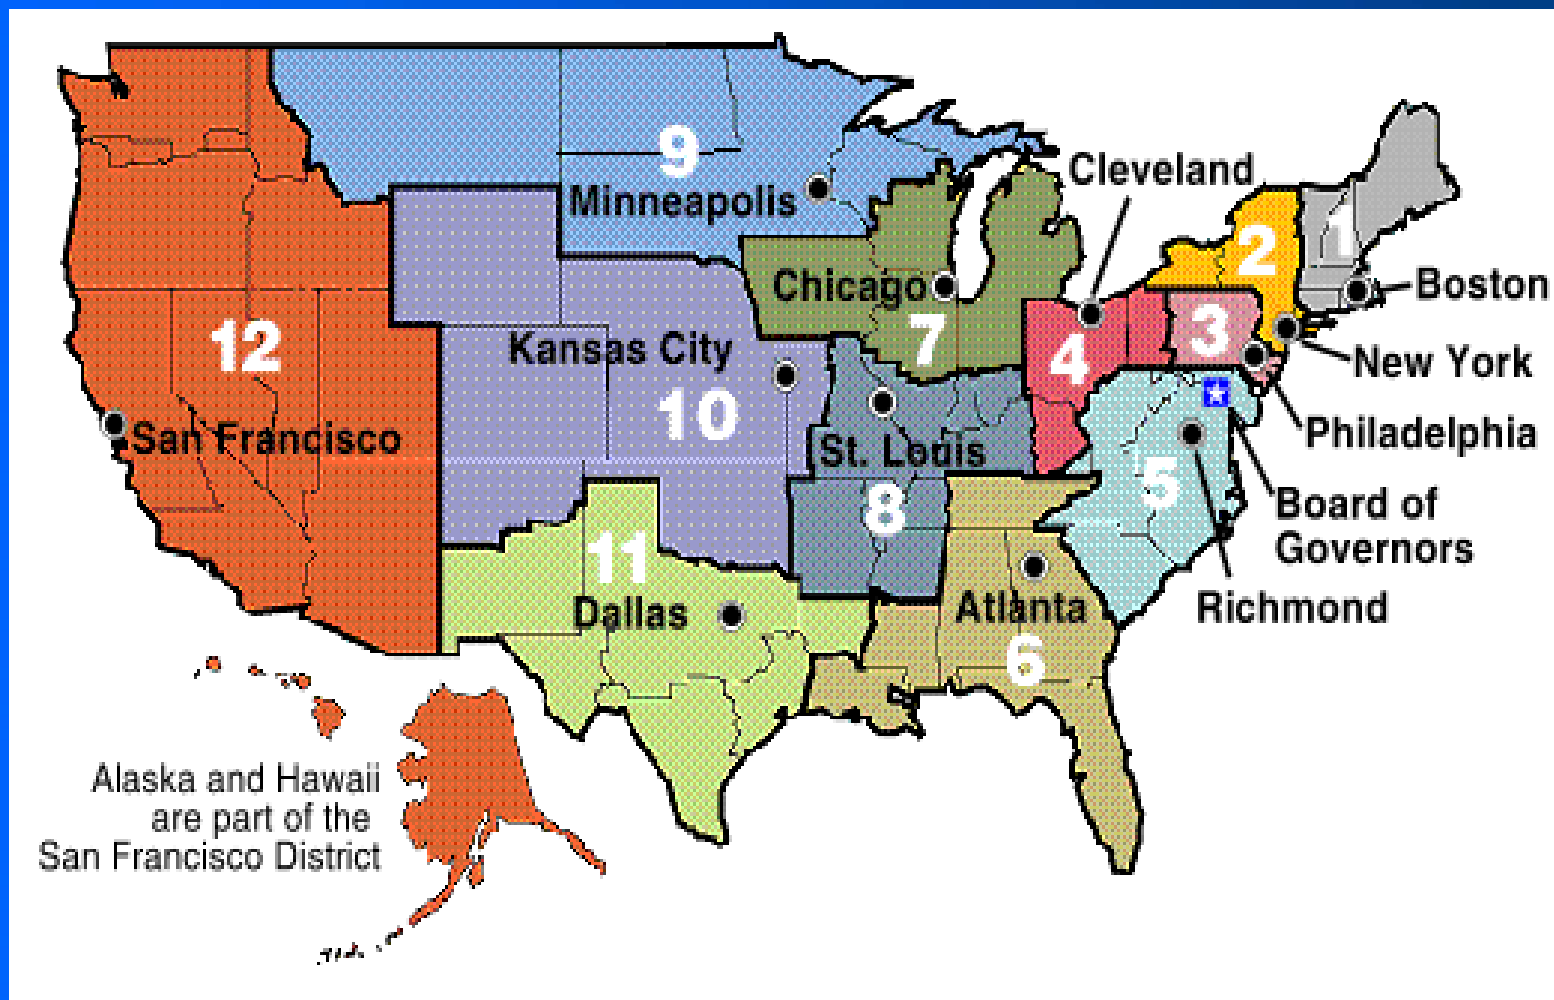 9
Minneapolis
Cleveland
2
1
Boston
Chicago
7
12
Kansas City
10
4
3
New York
San Francisco
St. Louis
8
5
Philadelphia
Board of
Governors
11
Dallas
Atlanta
6
Richmond
Alaska and Hawaii
are part of the
San Francisco District